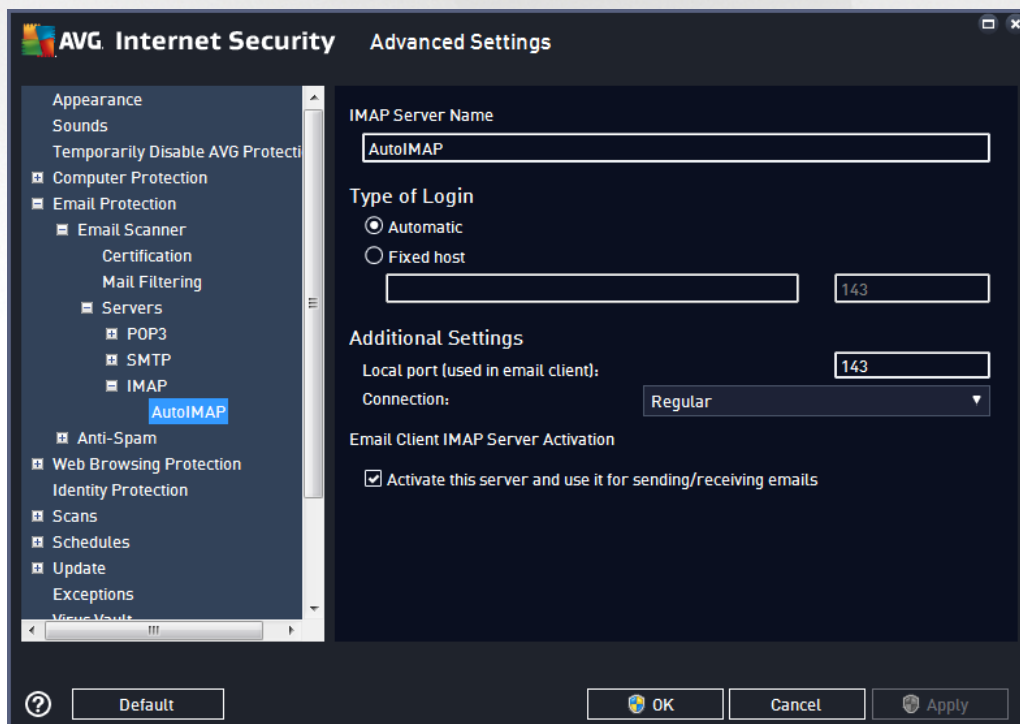 AVG. Internet Security Advanced Settings
Appearance
Sounds
Temporarily Disable AVG Protecti
Computer Protection
Email Protection
Email Scanner
Certification
Mail Filtering
Servers
POP3
SMTP
IMAP
AutoIMAP
Anti-Spam
Web Browsing Protection
Identity Protection
Scans
Schedules
Update
Exceptions
Virus Vault
IMAP Server Name
AutoIMAP
Type of Login
Automatic
Fixed host
143
Additional Settings
Local port (used in email client): 143
Connection: Regular
Email Client IMAP Server Activation
Activate this server and use it for sending/receiving emails
Default OK Cancel Apply